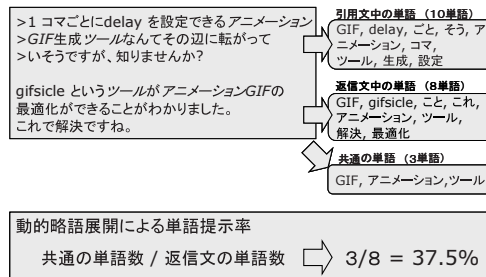 >1 コマごとにdelay を設定できるアニメーション
>GIF生成ツールなんてその辺に転がって
>いそうですが、知りませんか?
gifsicle というツールがアニメーションGIFの
最適化ができることがわかりました。
これで解決ですね。
引用文中の単語 (10単語)
GIF, delay, ごと, そう, ア
ニメーション, コマ,
ツール, 生成, 設定
返信文中の単語 (8単語)
GIF, gifsicle, こと, これ,
アニメーション, ツール,
解決, 最適化
共通の単語 (3単語)
GIF, アニメーション,ツール
動的略語展開による単語提示率
共通の単語数 / 返信文の単語数 3/8 = 37.5%